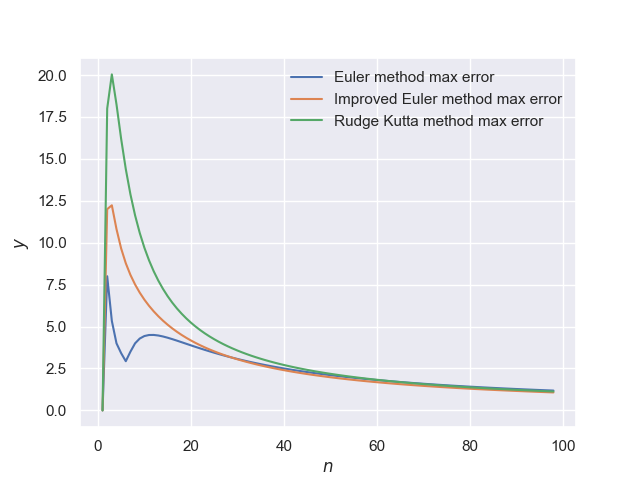 20.0
17.5
15.0
12.5
10.0
7.5
5.0
2.5
0.0
y
Euler method max error
Improved Euler method max error
Rudge Kutta method max error
0 20 40 60 80 100
n